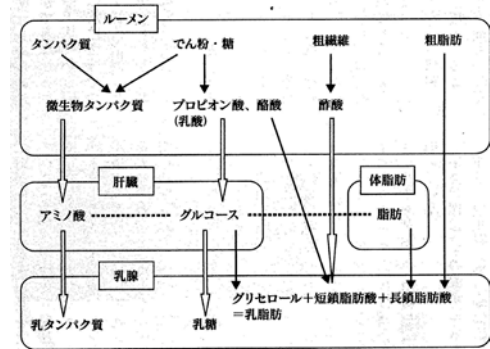 ルーメン
タンパク質 でん粉・糖 粗繊維 粗脂肪
微生物タンパク質 プロピオン酸、酪酸 酢酸
(乳酸)
肝臓 体脂肪
アミノ酸 グルコース 脂肪
乳腺
グリセロール＋短鎖脂肪酸＋長鎖脂肪酸
＝乳脂肪
乳タンパク質 乳糖